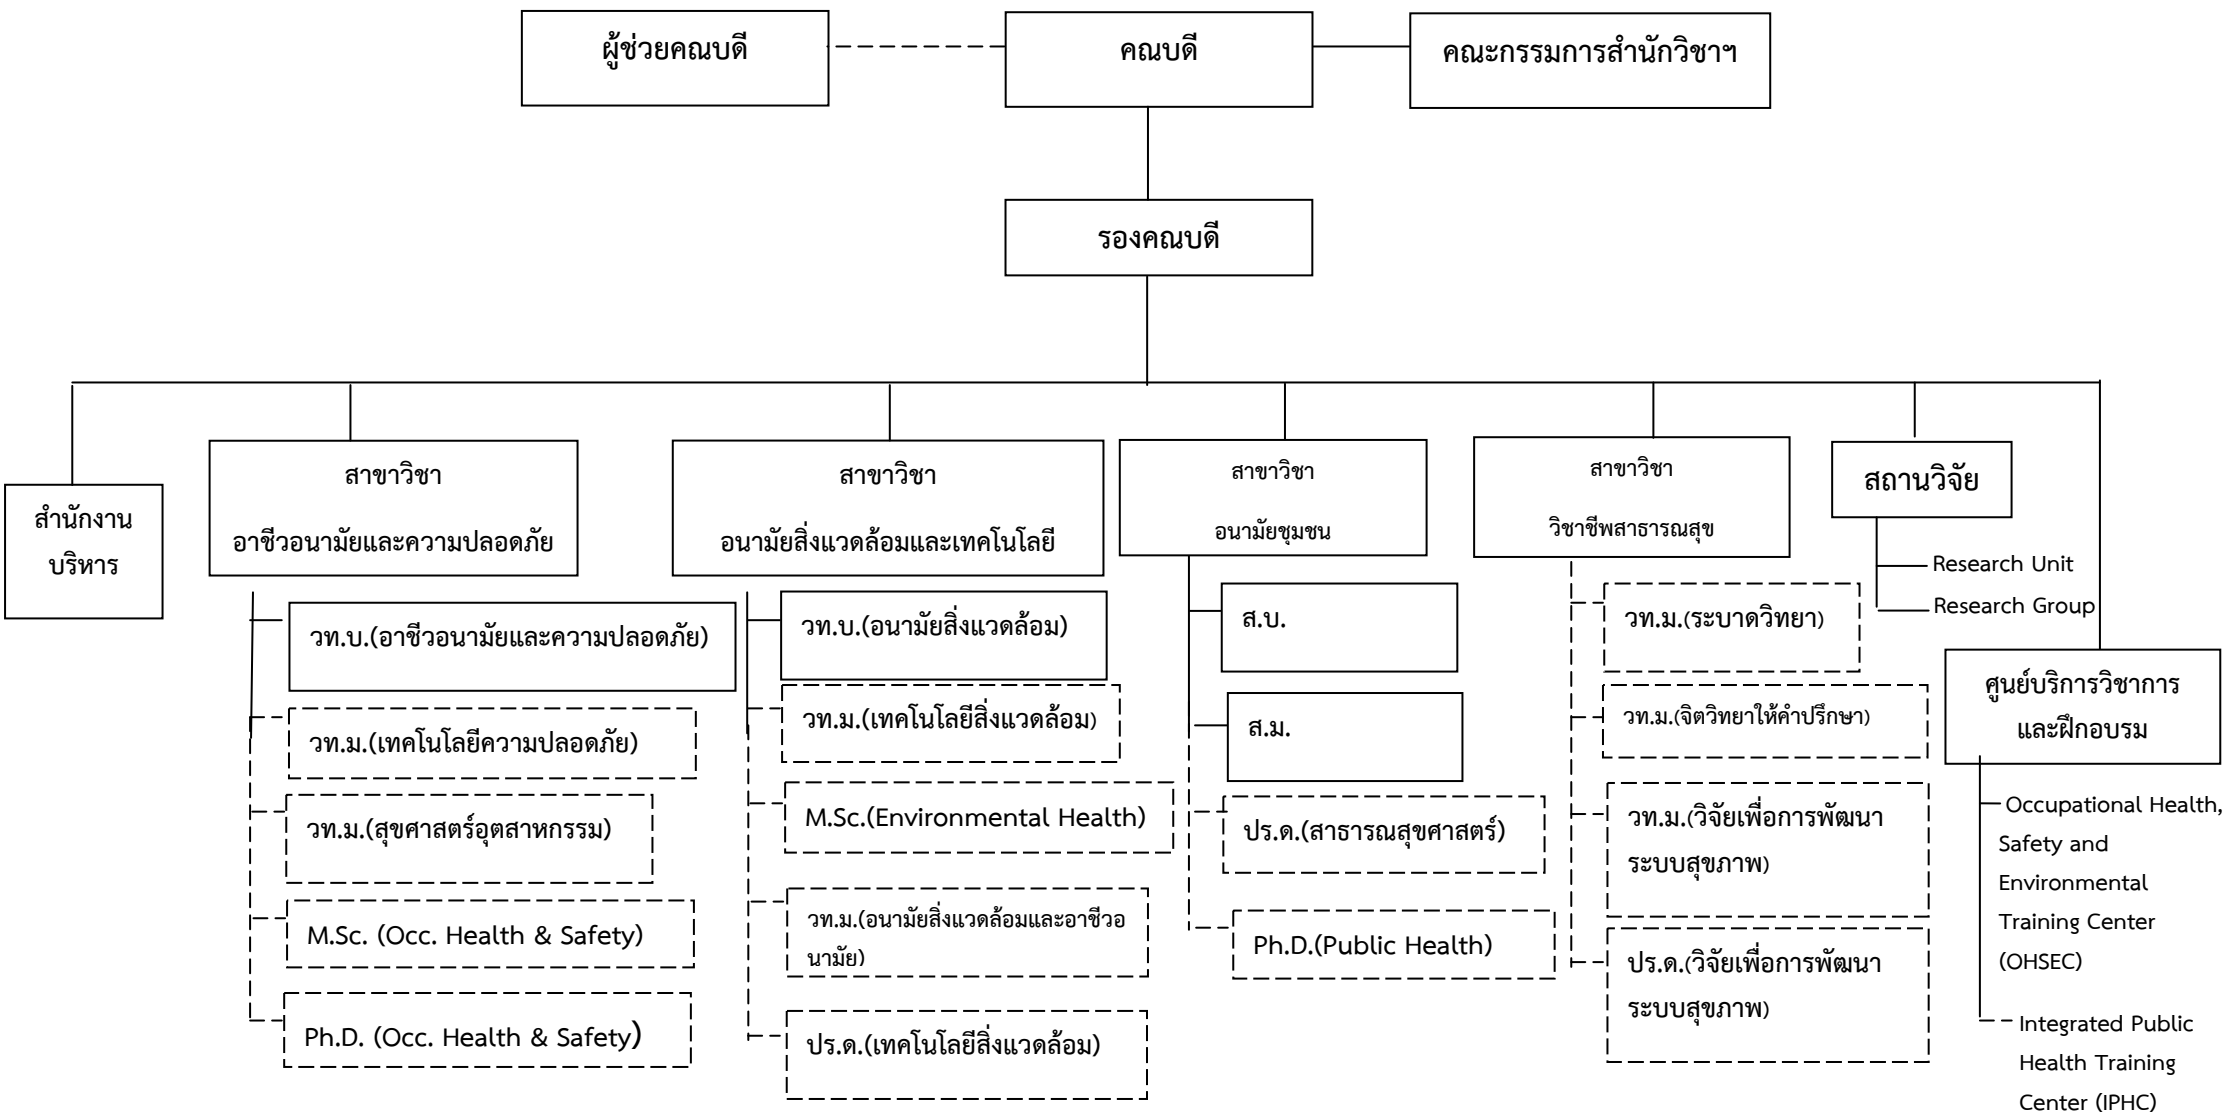 ผู้ช่วยคณบดี
คณบดี
คณะกรรมการสำนักวิชาฯ
รองคณบดี
สำนักงาน
บริหาร
สาขาวิชา
อาชีวอนามัยและความปลอดภัย
วท.บ.(อาชีวอนามัยและความปลอดภัย)
วท.ม.(เทคโนโลยีความปลอดภัย)
วท.ม.(สุขศาสตร์อุตสาหกรรม)
M.Sc. (Occ. Health & Safety)
Ph.D. (Occ. Health & Safety)
สาขาวิชา
อนามัยสิ่งแวดล้อมและเทคโนโลยี
วท.บ.(อนามัยสิ่งแวดล้อม)
วท.ม.(เทคโนโลยีสิ่งแวดล้อม)
M.Sc.(Environmental Health)
วท.ม.(อนามัยสิ่งแวดล้อมและอาชีวอ
นามัย)
ปร.ด.(เทคโนโลยีสิ่งแวดล้อม)
สาขาวิชา
อนามัยชุมชน
ส.บ.
ส.ม.
ปร.ด.(สาธารณสุขศาสตร์)
Ph.D.(Public Health)
สาขาวิชา
วิชาชีพสาธารณสุข
วท.ม.(ระบาดวิทยา)
วท.ม.(จิตวิทยาให้คำปรึกษา)
วท.ม.(วิจัยเพื่อการพัฒนา
ระบบสุขภาพ)
ปร.ด.(วิจัยเพื่อการพัฒนา
ระบบสุขภาพ)
สถานวิจัย
Research Unit
Research Group
ศูนย์บริการวิชาการ
และฝึกอบรม
Occupational Health,
Safety and
Environmental
Training Center
(OHSEC)
Integrated Public
Health Training
Center (IPHC)